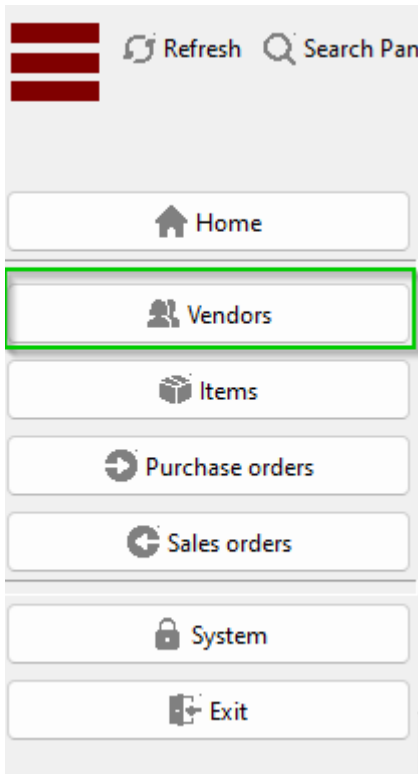 Refresh Search Pan
Home
Vendors
Items
Purchase orders
Sales orders
System
Exit